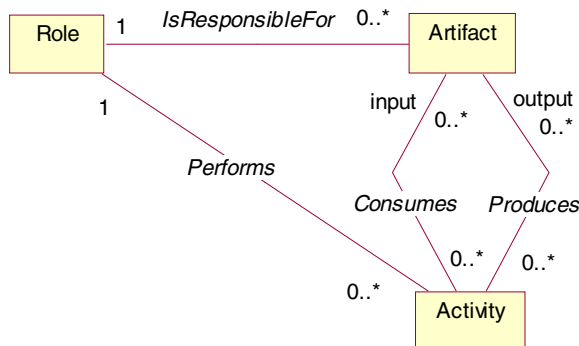 IsResponsibleFor
Role
1
0..*
Artifact
1
input
0..*
output
0..*
Performs
Consumes
Produces
0..*
0..*
0..*
Activity